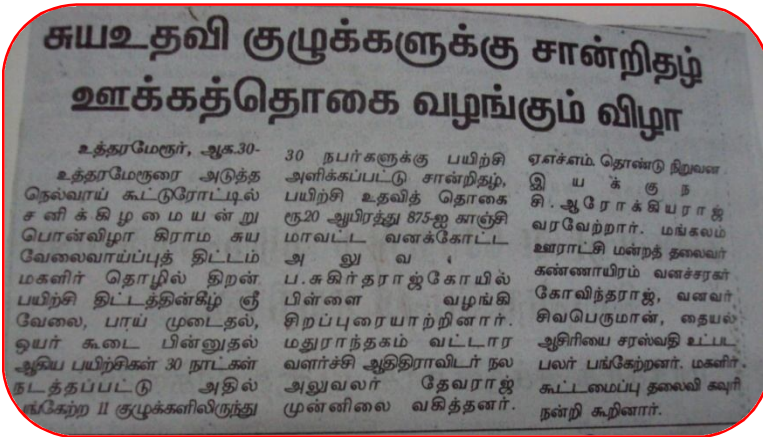 சுயஉதவி குழுக்களுக்கு சான்றிதழ்
ஊக்கத்தொகை வழங்கும் விழா
உத்தரமேரூர், ஆக.30-
உத்தரமேரூரை அடுத்த
நெல்வாய் கூட்டுரோட்டில்
சனிக்கிழமையன்று
பொன்விழா கிராம சுய
வேலைவாய்ப்புத் திட்டம்
மகளிர் தொழில் திறன்
பயிற்சி திட்டத்தின்கீழ் ஞீ
வேலை, பாய் முடைதல்,
ஒயர் கூடை பின்னுதல்
ஆகிய பயிற்சிகள் 30 நாட்கள்
நடத்தப்பட்டு அதில்
பங்கேற்ற 11 குழுக்களிலிருந்து
30 நபர்களுக்கு பயிற்சி
அளிக்கப்பட்டு சான்றிதழ்,
பயிற்சி உதவித் தொகை
ரூ20 ஆயிரத்து 875-ஐ காஞ்சி
மாவட்ட வனக்கோட்ட
அலுவ
ப.சுகிர்தராஜ்கோயில்
பிள்ளை வழங்கி
சிறப்புரையாற்றினார்.
மதுராந்தகம் வட்டார
வளர்ச்சி ஆதிதிராவிடர் நல
அலுவலர் தேவராஜ்
முன்னிலை வகித்தனர்.
ஏ.எச்.எம். தொண்டு நிறுவன
இயக்குந
சி.ஆரோக்கியராஜ்
வரவேற்றார். மங்கலம்
ஊராட்சி மன்றத் தலைவர்
கண்ணாயிரம் வனச்சரகர்
கோவிந்தராஜ், வனவர்
சிவபெருமான், தையல்
ஆசிரியை சரஸ்வதி உட்பட
பலர் பங்கேற்றனர். மகளிர்
கூட்டமைப்பு தலைவி கவுரி
நன்றி கூறினார்.